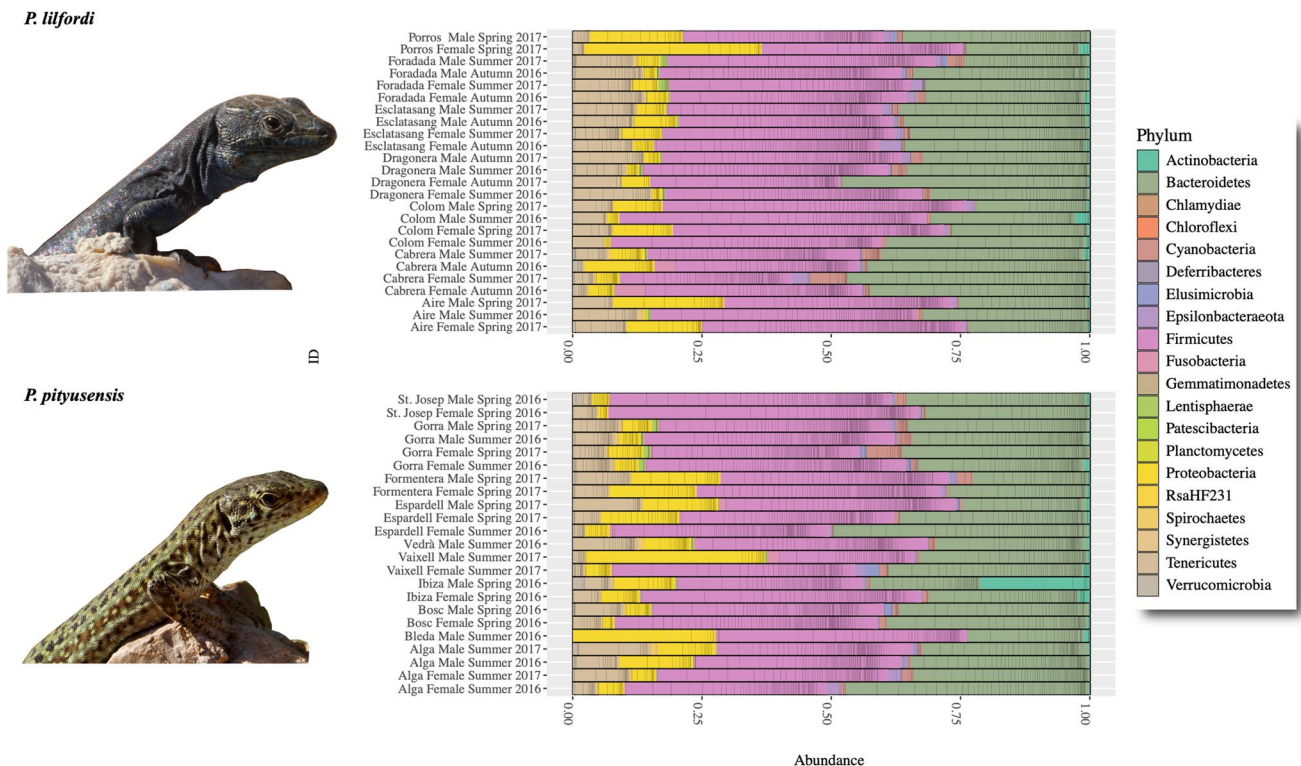 P. lilfordi
Porros Male Spring 2017
Porros Female Spring 2017
Foradada Male Summer 2017
Foradada Male Autumn 2016
Foradada Female Summer 2017
Foradada Female Autumn 2016
Esclatasang Male Summer 2017
Esclatasang Male Autumn 2016
Esclatasang Female Summer 2017
Esclatasang Female Autumn 2016
Dragonera Male Autumn 2017
Dragonera Male Summer 2016
Dragonera Female Autumn 2017
Dragonera Female Summer 2016
Colom Male Spring 2017
Colom Male Summer 2016
Colom Female Spring 2017
Colom Female Summer 2016
Cabrera Male Summer 2017
Cabrera Male Autumn 2016
Cabrera Female Summer 2017
Cabrera Female Autumn 2016
Aire Male Spring 2017
Aire Male Summer 2016
Aire Female Spring 2017
0.00
0.25
0.50
0.75
1.00
ID
P. pityusensis
St. Josep Male Spring 2016
St. Josep Female Spring 2016
Gorra Male Spring 2017
Gorra Male Summer 2016
Gorra Female Spring 2017
Gorra Female Summer 2016
Formentera Male Spring 2017
Formentera Female Spring 2017
Espardell Male Spring 2016
Espardell Female Spring 2017
Espardell Female Spring 2016
Vedrà Male Summer 2016
Vaixell Male Summer 2017
Vaixell Female Summer 2017
Ibiza Male Spring 2016
Ibiza Female Spring 2016
Bosc Male Spring 2016
Bosc Female Spring 2016
Bleda Male Summer 2016
Alga Male Summer 2017
Alga Male Summer 2016
Alga Female Summer 2017
Alga Female Summer 2016
0.00
0.25
0.50
0.75
1.00
Abundance
Phylum
Actinobacteria
Bacteroidetes
Chlamydiae
Chloroflexi
Cyanobacteria
Deferribacteres
Elusimicrobia
Epsilonbacteraeota
Firmicutes
Fusobacteria
Gemmatimonadetes
Lentisphaerae
Patescibacteria
Planctomycetes
Proteobacteria
RsaHF231
Spirochaetes
Synergistetes
Tenericutes
Verrucomicrobia